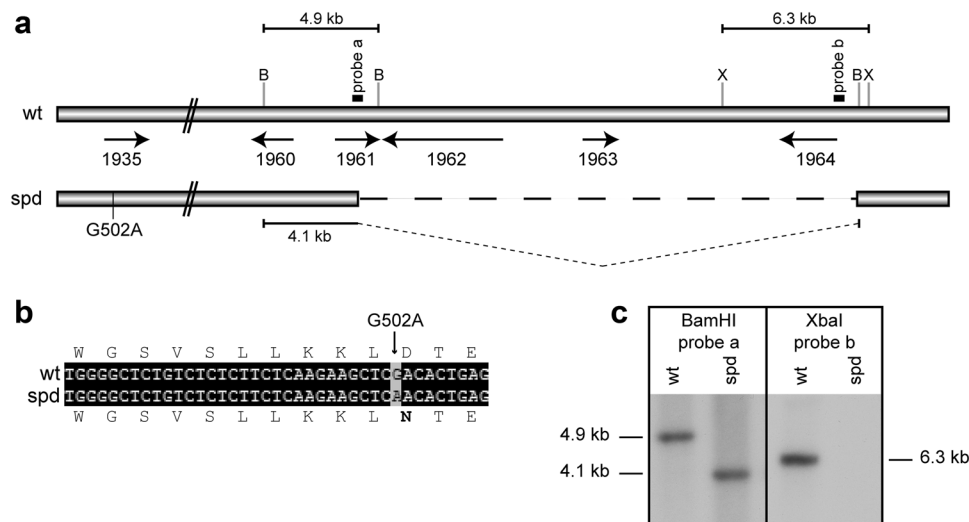 a
4.9 kb
6.3 kb
probe a
probe b
B
B
X
B
X
wt
1935
1960
1961
1962
1963
1964
spd
G502A
4.1 kb
b
G502A
W G S V S L L K K L D T E
wt TGGGGCTCTGTCTCTCTTCTCAAGAAGCTCGACACTGAG
spd TGGGGCTCTGTCTCTCTTCTCAAGAAGCTCAACACTGAG
W G S V S L L K K L N T E
c
BamHI
probe a
XbaI
probe b
wt
spd
wt
spd
4.9 kb
4.1 kb
6.3 kb